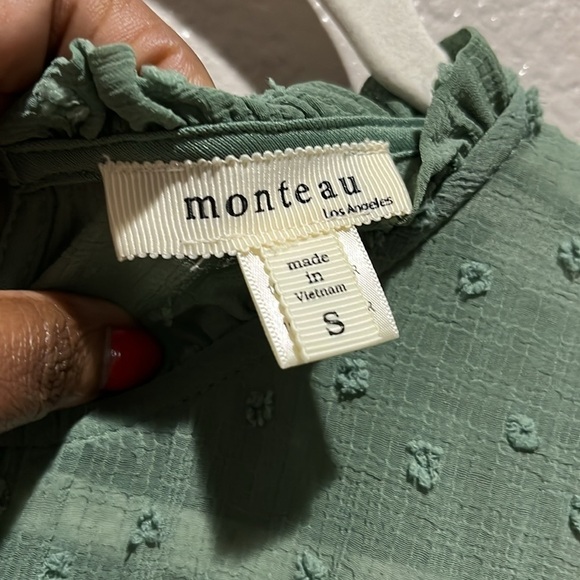 monteau
Los Angeles
made
in
Vietnam
S